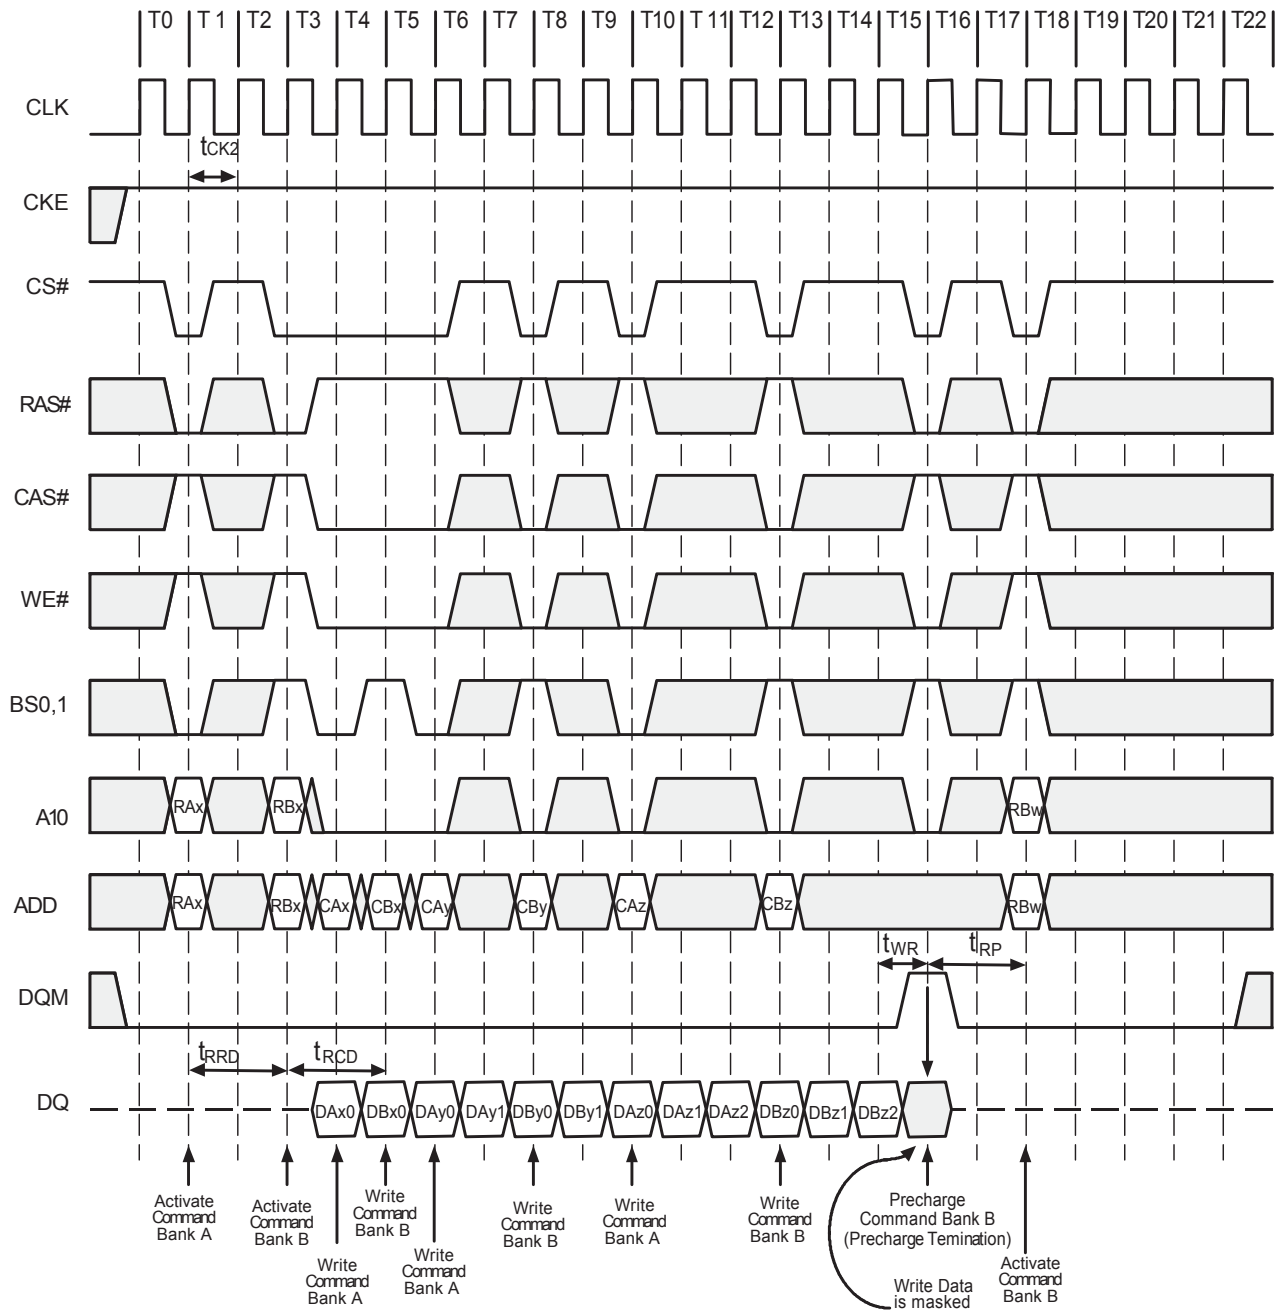 T0 T 1 T2 T3 T4 T5 T6 T7 T8 T9 T10 T 11 T12 T13 T14 T15 T16 T17 T18 T19 T20 T21 T22
CLK
tCK2
CKE
CS#
RAS#
CAS#
WE#
BS0,1
A10
RAx RBx RBw
ADD
RAx RBx CAx CBx CAy CBy CAz CBz RBw
tWR tRP
DQM
tRRD tRCD
DQ
DAx0 DBx0 DAy0 DAy1 DBy0 DBy1 DAz0 DAz1 DAz2 DBz0 DBz1 DBz2
Activate
Command
Bank A
Activate
Command
Bank B
Write
Command
Bank A
Write
Command
Bank B
Write
Command
Bank A
Write
Command
Bank B
Write
Command
Bank A
Write
Command
Bank B
Precharge
Command Bank B
(Precharge Temination)
Write Data
is masked
Activate
Command
Bank B